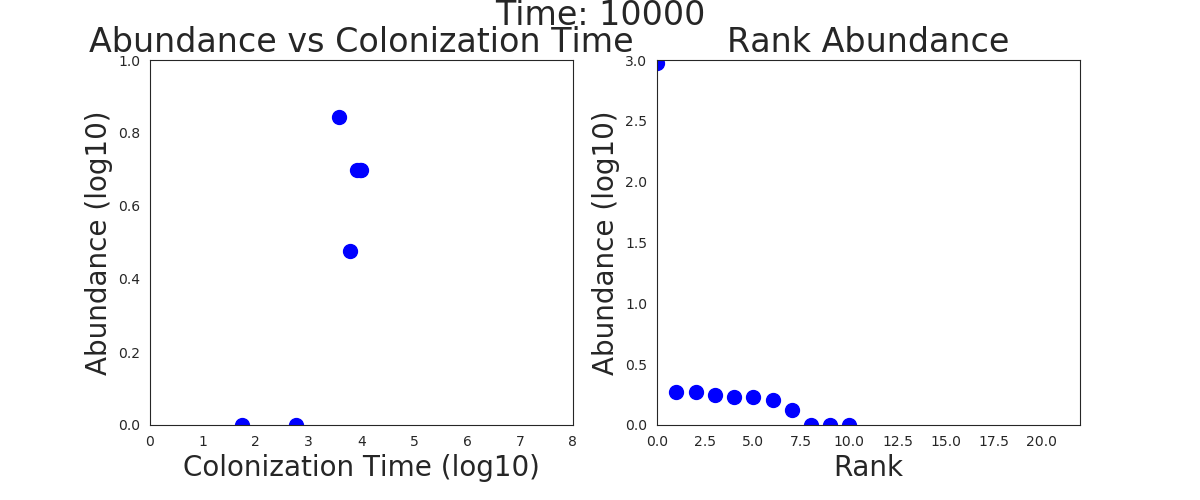 Time: 10000
Abundance vs Colonization Time
Rank Abundance
1.0
0.8
0.6
0.4
0.2
0.0
Abundance (log10)
0 1 2 3 4 5 6 7 8
Colonization Time (log10)
3.0
2.5
2.0
1.5
1.0
0.5
0.0
Abundance (log10)
0.0 2.5 5.0 7.5 10.0 12.5 15.0 17.5 20.0
Rank